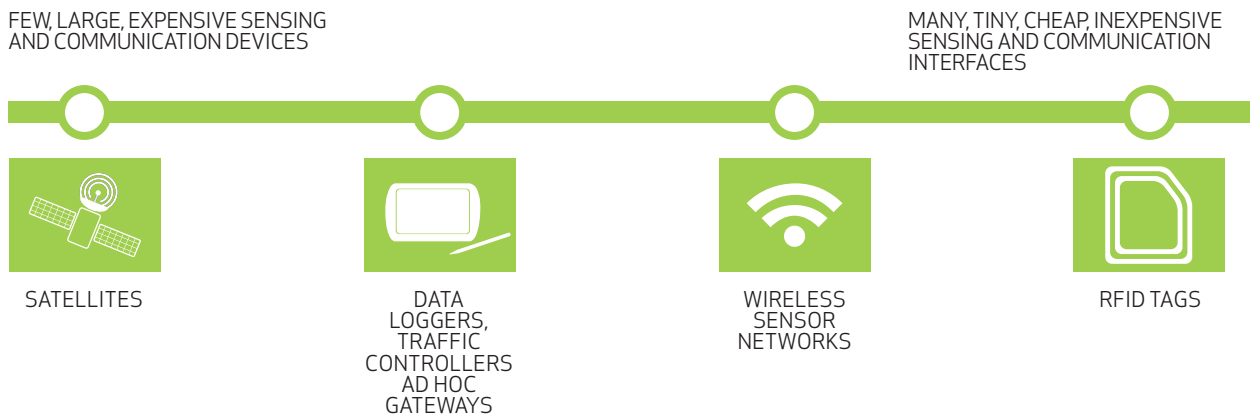 FEW, LARGE, EXPENSIVE SENSING
AND COMMUNICATION DEVICES
MANY, TINY, CHEAP, INEXPENSIVE
SENSING AND COMMUNICATION
INTERFACES
SATELLITES
DATA
LOGGERS,
TRAFFIC
CONTROLLERS
AD HOC
GATEWAYS
WIRELESS
SENSOR
NETWORKS
RFID TAGS